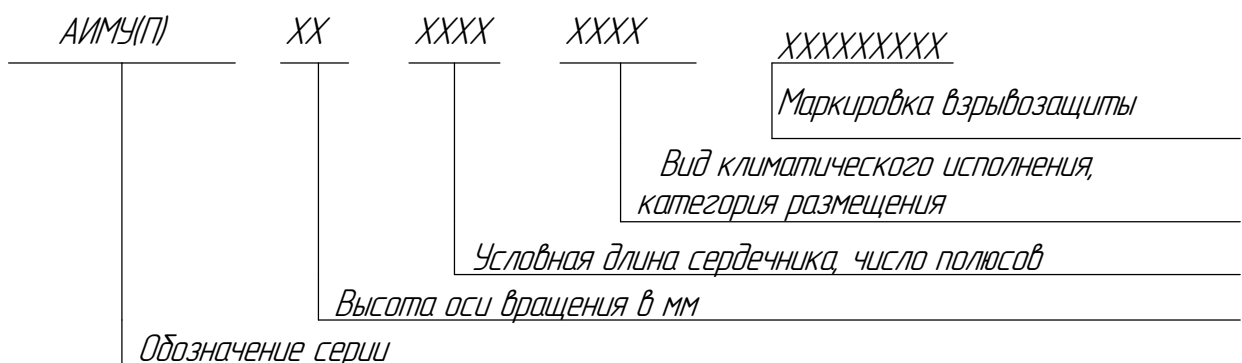 АИМУ(П) XX XXXX XXXX XXXXXXXXX
Маркировка взрывозащиты
Вид климатического исполнения,
категория размещения
Условная длина сердечника, число полюсов
Высота оси вращения в мм
Обозначение серии